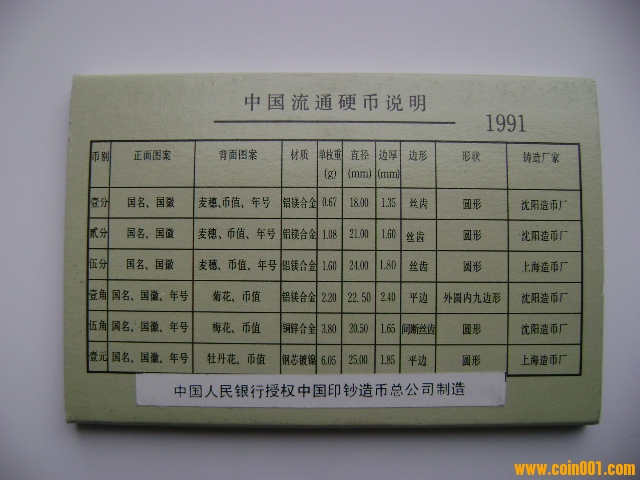 中国流通硬币说明
1991
币别 正面图案 背面图案 材质 单枚重(g) 直径(mm) 边厚(mm) 边形 形状 铸造厂家
壹分 国名、国徽 麦穗、币值、年号 铝镁合金 0.67 18.00 1.35 丝齿 圆形 沈阳造币厂
贰分 国名、国徽 麦穗、币值、年号 铝镁合金 1.08 21.00 1.60 丝齿 圆形 沈阳造币厂
伍分 国名、国徽 麦穗、币值、年号 铝镁合金 1.60 24.00 1.80 丝齿 圆形 上海造币厂
壹角 国名、国徽、年号 菊花、币值 铝镁合金 2.20 22.50 2.40 平边 外圆内九边形 沈阳造币厂
伍角 国名、国徽、年号 梅花、币值 铜锌合金 3.80 20.50 1.65 间断丝齿 圆形 沈阳造币厂
壹元 国名、国徽、年号 牡丹花、币值 钢芯镀镍 6.05 25.00 1.85 平边 圆形 上海造币厂
中国人民银行授权中国印钞造币总公司制造
www.coin001.com